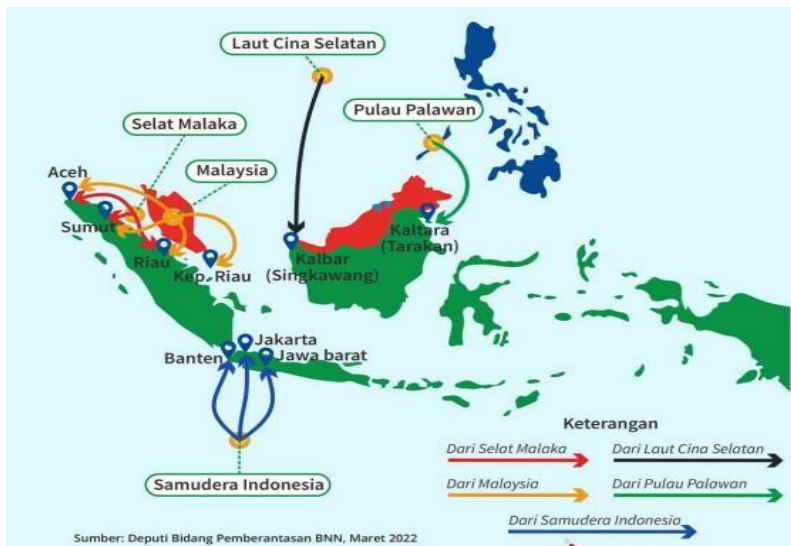 Laut Cina Selatan
Pulau Palawan
Selat Malaka
Malaysia
Aceh
Sumut
Riau
Kep. Riau
Kalbar
(Singkawang)
Kaltara
(Tarakan)
Jakarta
Banten
Jawa barat
Samudera Indonesia
Keterangan
Dari Selat Malaka
Dari Laut Cina Selatan
Dari Malaysia
Dari Pulau Palawan
Dari Samudera Indonesia
Sumber: Deputi Bidang Pemberantasan BNN, Maret 2022